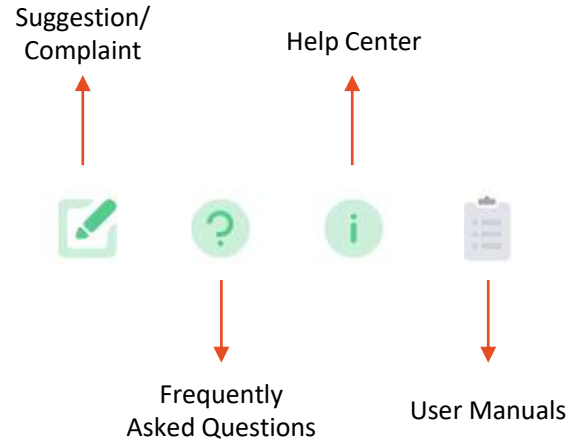 Suggestion/
Complaint
Help Center
?
i
Frequently
Asked Questions
User Manuals